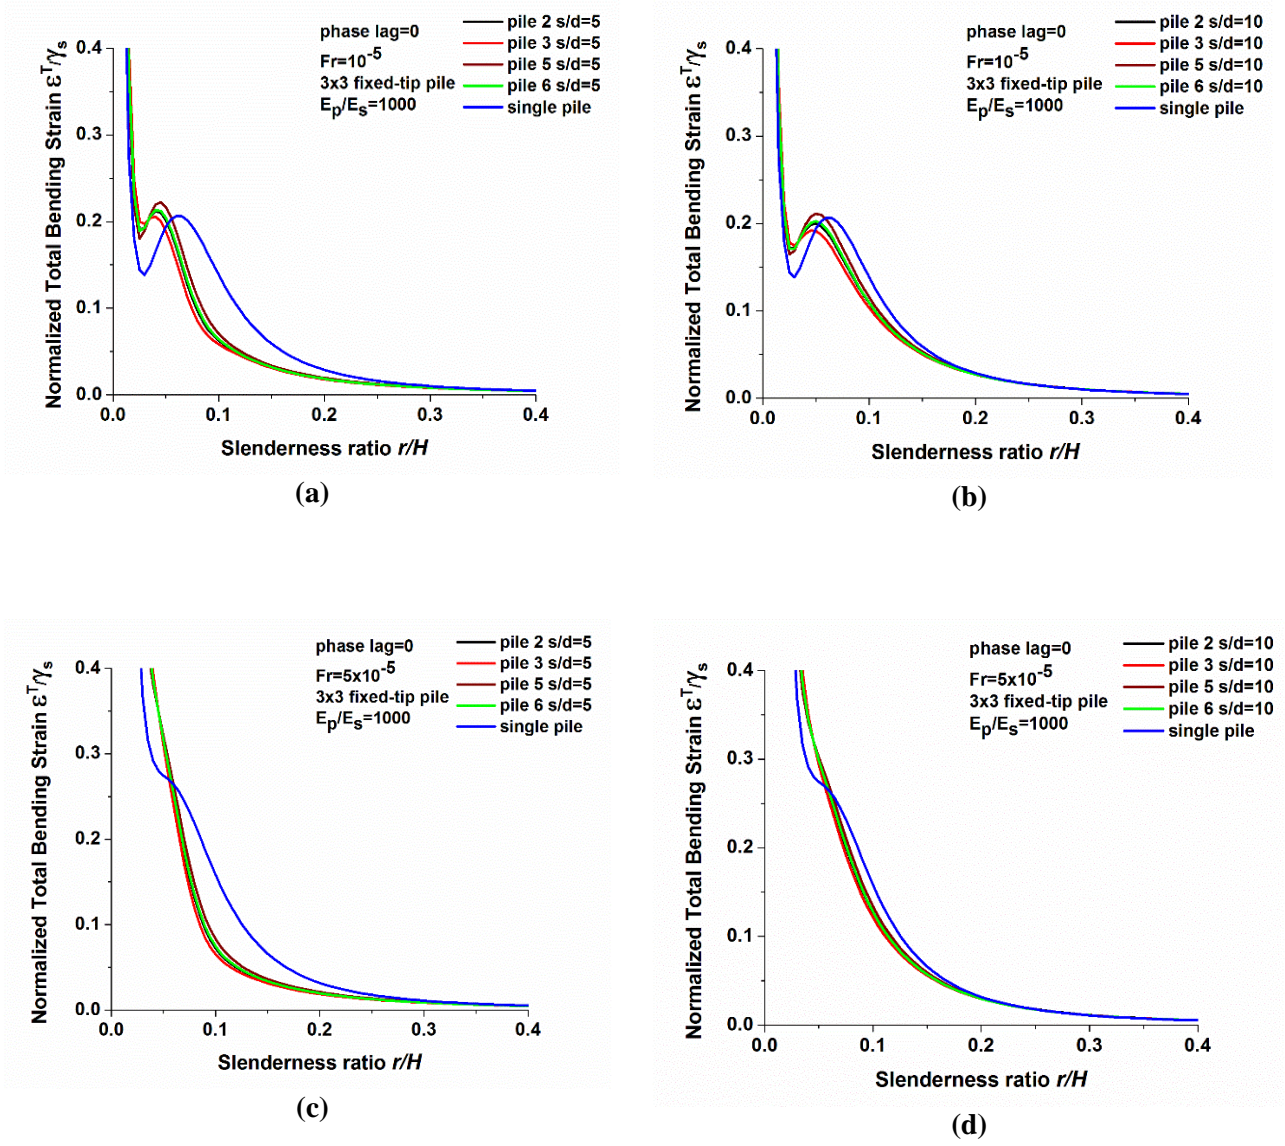 phase lag=0
Fr=10⁻⁵
3x3 fixed-tip pile
Eₚ/Eₛ=1000
pile 2 s/d=5
pile 3 s/d=5
pile 5 s/d=5
pile 6 s/d=5
single pile
Normalized Total Bending Strain εᵀ/γₛ
0.4
0.3
0.2
0.1
0.0
0.0 0.1 0.2 0.3 0.4
Slenderness ratio r/H
(a)
phase lag=0
Fr=10⁻⁵
3x3 fixed-tip pile
Eₚ/Eₛ=1000
pile 2 s/d=10
pile 3 s/d=10
pile 5 s/d=10
pile 6 s/d=10
single pile
Normalized Total Bending Strain εᵀ/γₛ
0.4
0.3
0.2
0.1
0.0
0.0 0.1 0.2 0.3 0.4
Slenderness ratio r/H
(b)
phase lag=0
Fr=5x10⁻⁵
3x3 fixed-tip pile
Eₚ/Eₛ=1000
pile 2 s/d=5
pile 3 s/d=5
pile 5 s/d=5
pile 6 s/d=5
single pile
Normalized Total Bending Strain εᵀ/γₛ
0.4
0.3
0.2
0.1
0.0
0.0 0.1 0.2 0.3 0.4
Slenderness ratio r/H
(c)
phase lag=0
Fr=5x10⁻⁵
3x3 fixed-tip pile
Eₚ/Eₛ=1000
pile 2 s/d=10
pile 3 s/d=10
pile 5 s/d=10
pile 6 s/d=10
single pile
Normalized Total Bending Strain εᵀ/γₛ
0.4
0.3
0.2
0.1
0.0
0.0 0.1 0.2 0.3 0.4
Slenderness ratio r/H
(d)